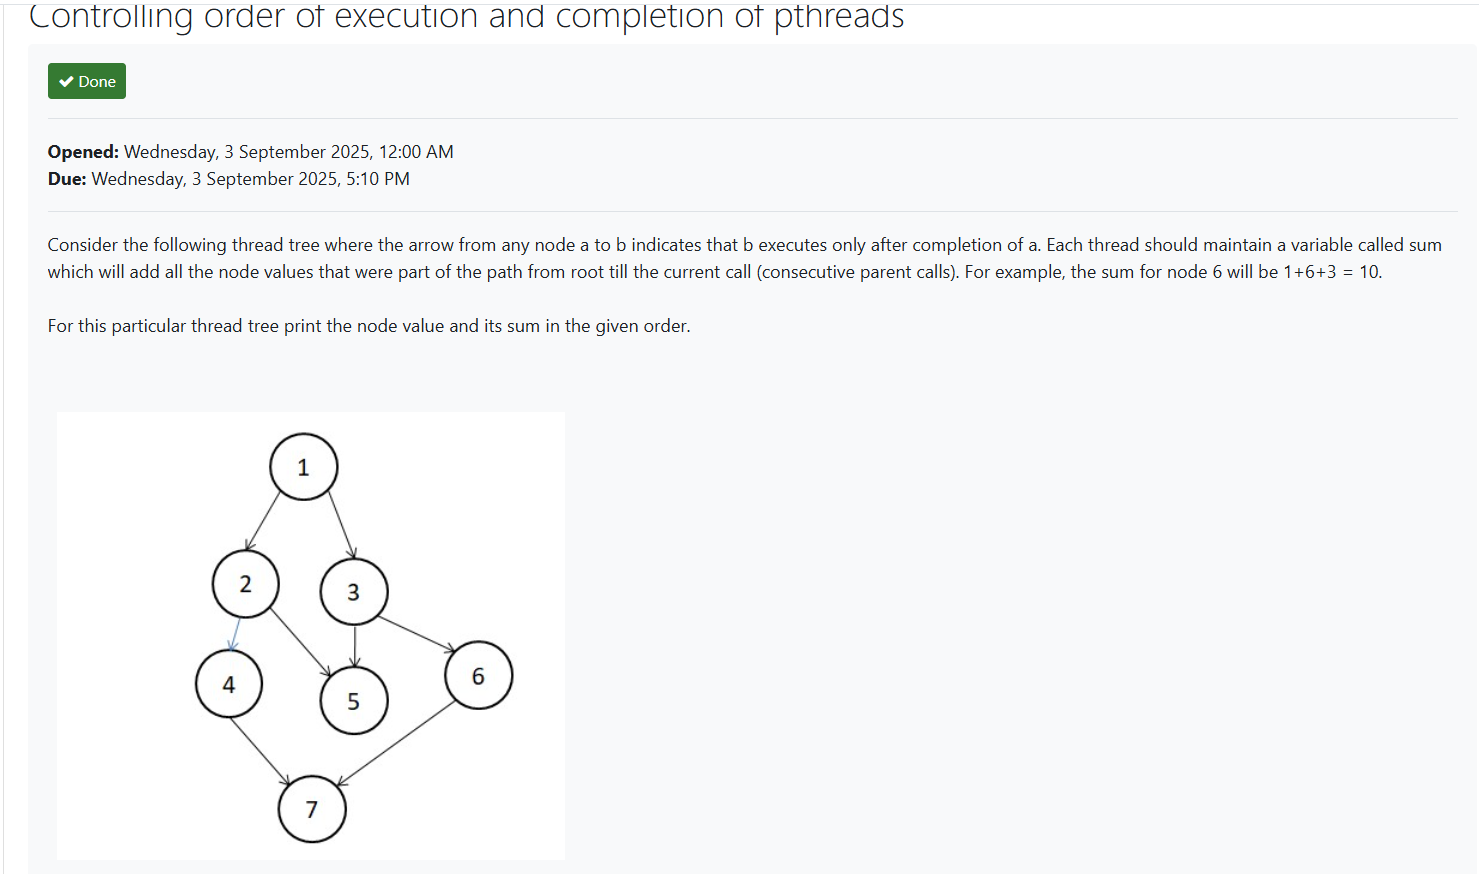 Controlling order of execution and completion of pthreads
Done
Opened: Wednesday, 3 September 2025, 12:00 AM
Due: Wednesday, 3 September 2025, 5:10 PM
Consider the following thread tree where the arrow from any node a to b indicates that b executes only after completion of a. Each thread should maintain a variable called sum
which will add all the node values that were part of the path from root till the current call (consecutive parent calls). For example, the sum for node 6 will be 1+6+3 = 10.
For this particular thread tree print the node value and its sum in the given order.
1
2
3
4
5
6
7